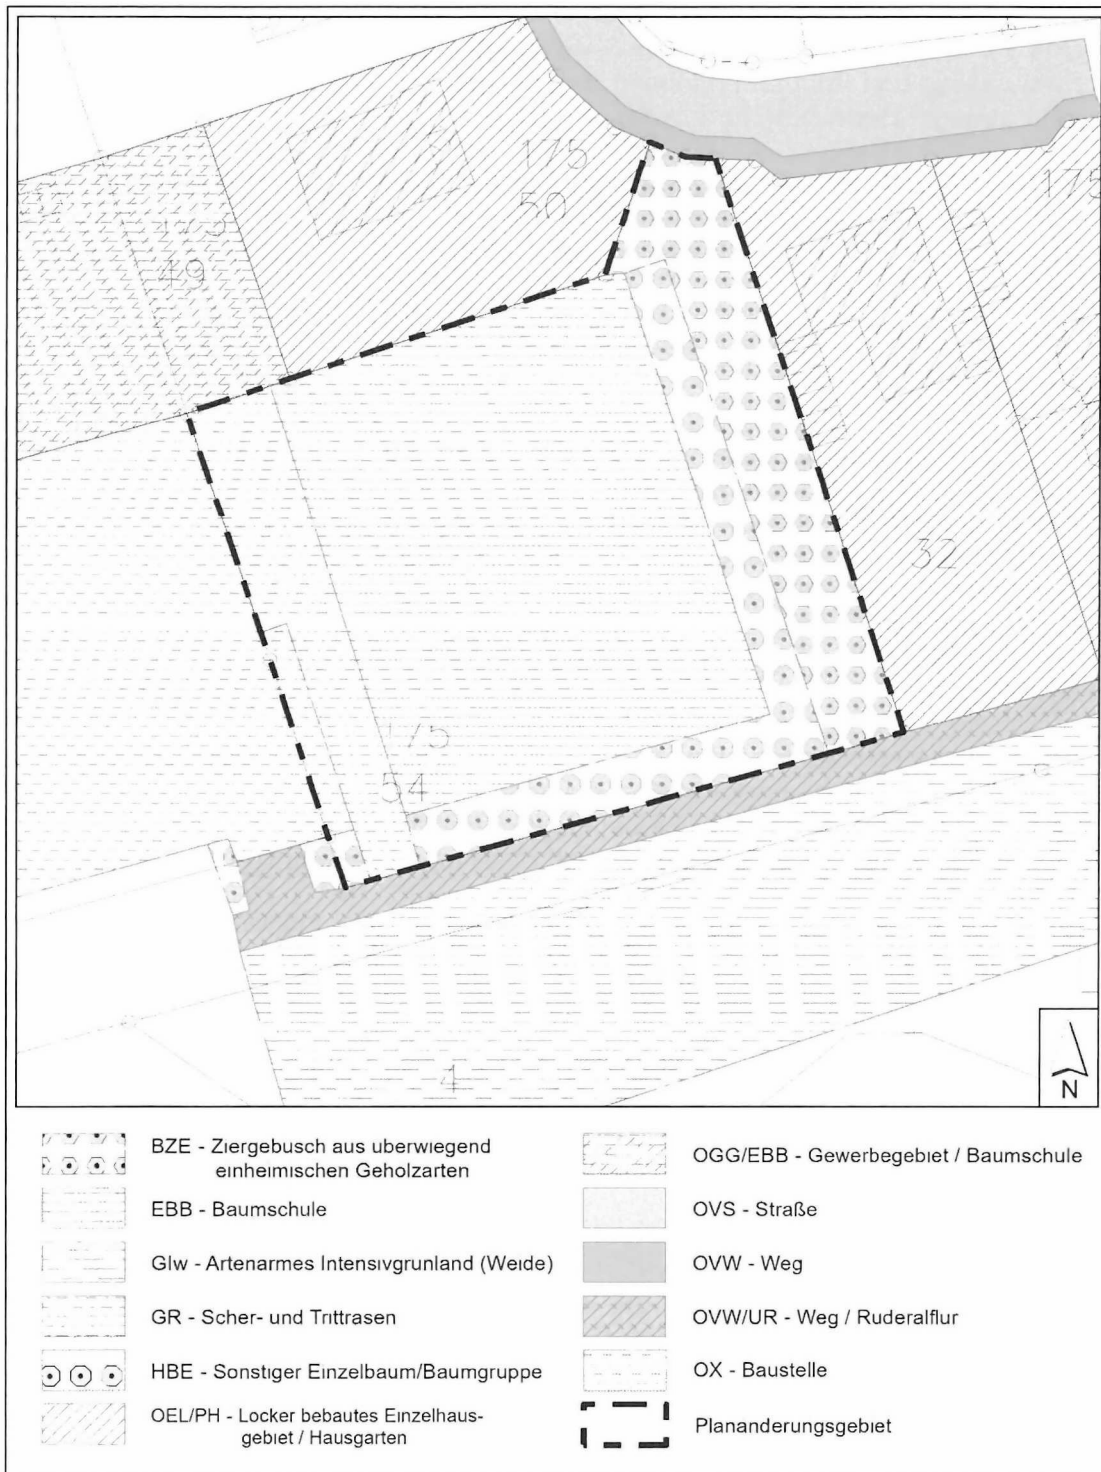 175
50
175
49
32
175
54
4
N
BZE - Ziergebusch aus uberwiegend
einheimischen Geholzarten
EBB - Baumschule
GIw - Artenarmes Intensivgrunland (Weide)
GR - Scher- und Trittrasen
HBE - Sonstiger Einzelbaum/Baumgruppe
OEL/PH - Locker bebautes Einzelhaus-
gebiet / Hausgarten
OGG/EBB - Gewerbegebiet / Baumschule
OVS - Straße
OVW - Weg
OVW/UR - Weg / Ruderalflur
OX - Baustelle
Plananderungsgebiet